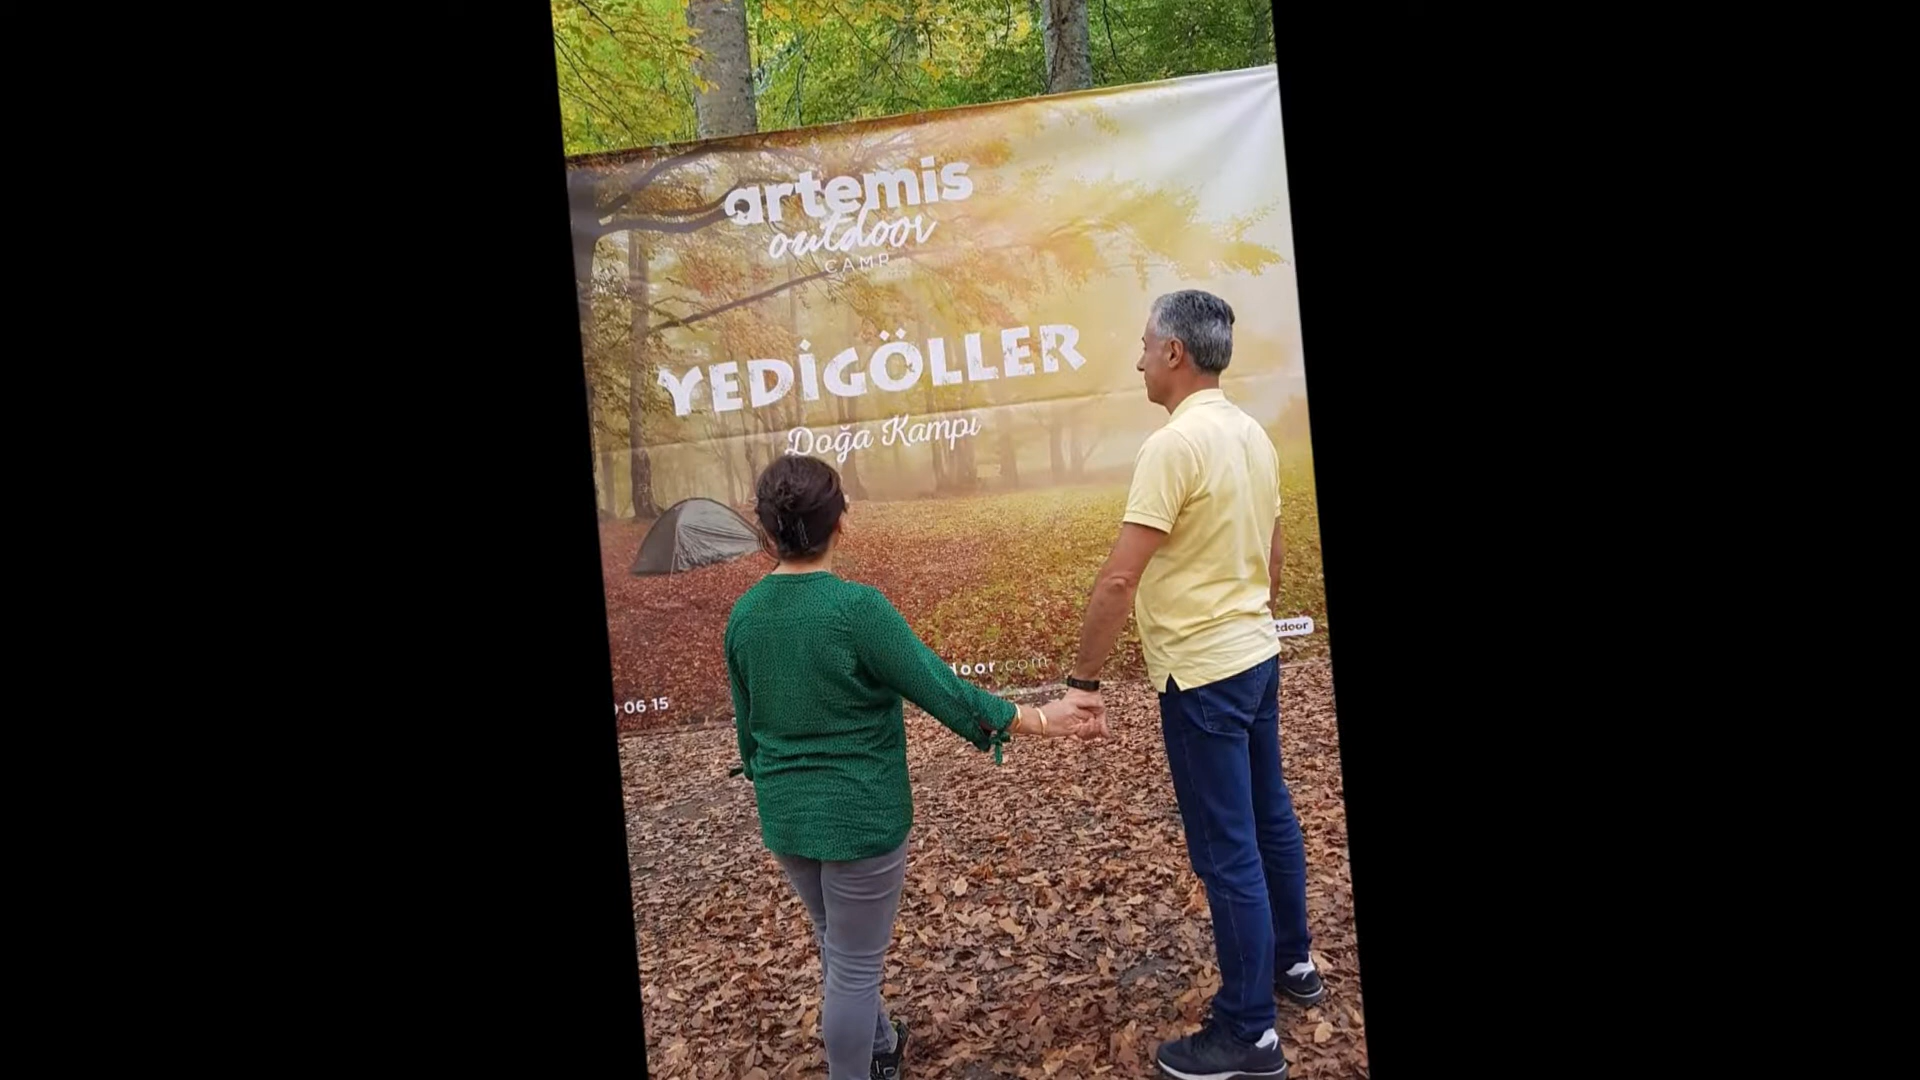 artemis
outdoor
CAMP
YEDİGÖLLER
Doğa Kampı
door.com
tdoor
06 15